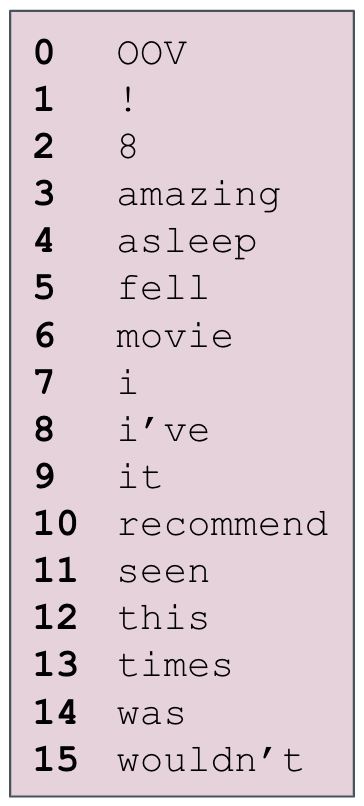 0 OOV
1 !
2 8
3 amazing
4 asleep
5 fell
6 movie
7 i
8 i’ve
9 it
10 recommend
11 seen
12 this
13 times
14 was
15 wouldn’t